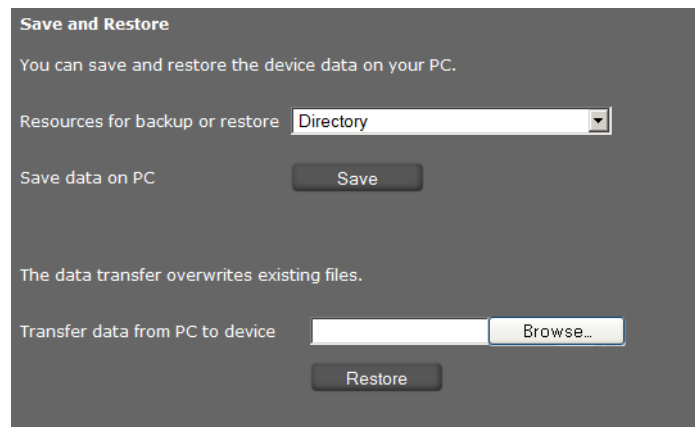 Save and Restore
You can save and restore the device data on your PC.
Resources for backup or restore Directory
Save data on PC Save
The data transfer overwrites existing files.
Transfer data from PC to device Browse...
Restore